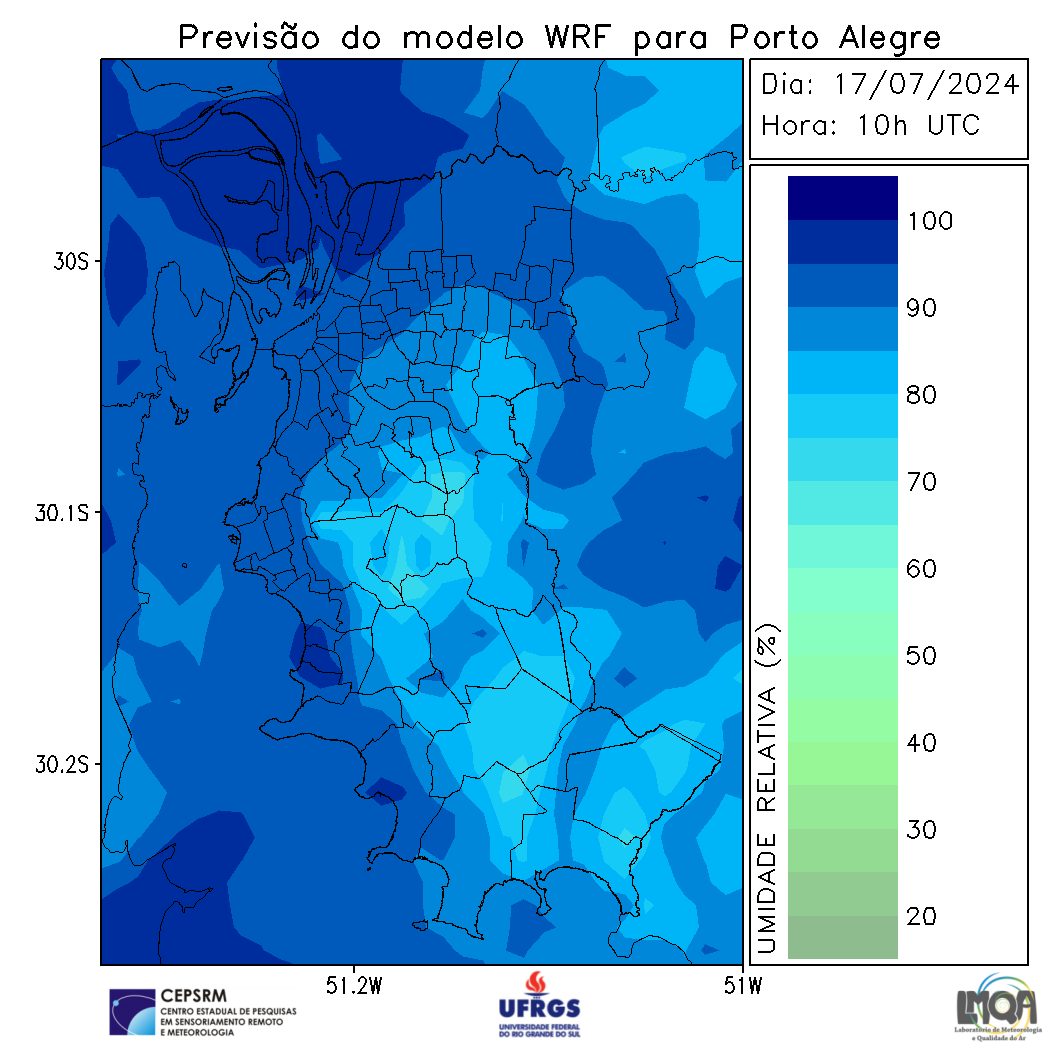 Previsão do modelo WRF para Porto Alegre
Dia: 17/07/2024
Hora: 10h UTC
100
90
80
70
60
50
40
30
20
UMIDADE RELATIVA (%)
30S
30.1S
30.2S
51.2W
51W
CEPSRM
CENTRO ESTADUAL DE PESQUISAS
EM SENSORIAMENTO REMOTO
E METEOROLOGIA
UFRGS
UNIVERSIDADE FEDERAL
DO RIO GRANDE DO SUL
LMQA
Laboratório de Meteorologia
e Qualidade do Ar